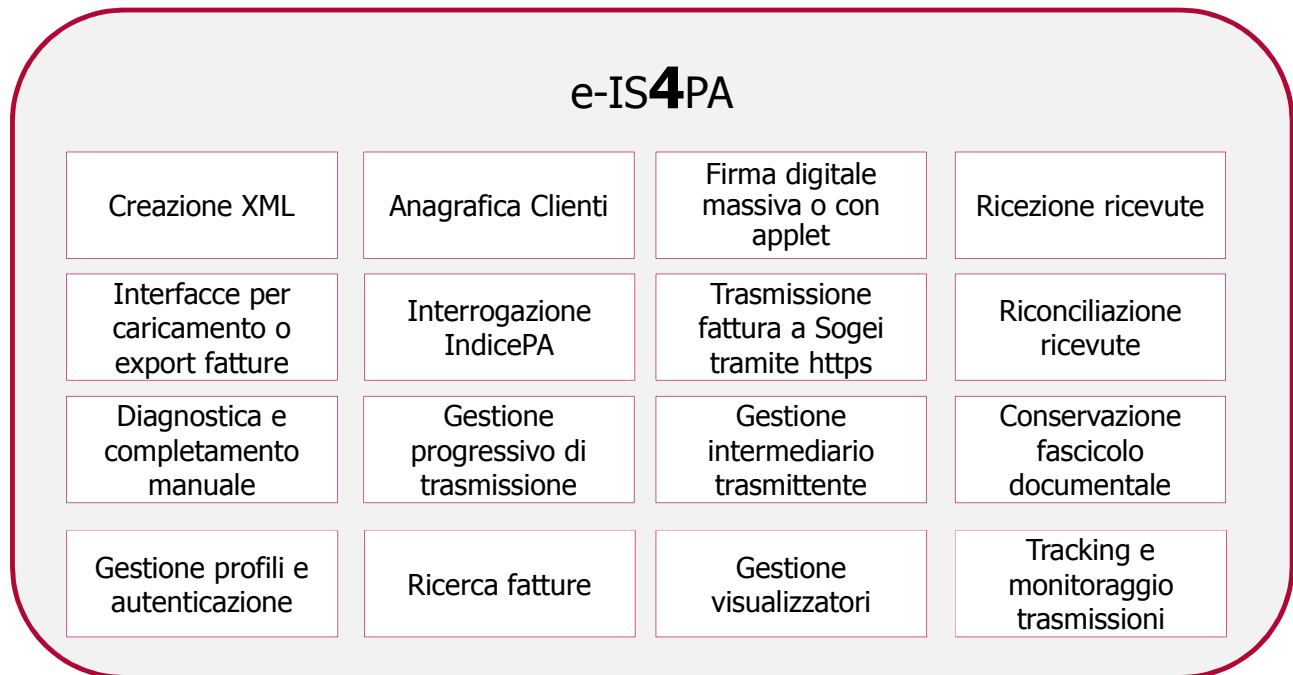 e-IS4PA
Creazione XML
Anagrafica Clienti
Firma digitale
massiva o con
applet
Ricezione ricevute
Interfacce per
caricamento o
export fatture
Interrogazione
IndicePA
Trasmissione
fattura a Sogei
tramite https
Riconciliazione
ricevute
Diagnostica e
completamento
manuale
Gestione
progressivo di
trasmissione
Gestione
intermediario
trasmittente
Conservazione
fascicolo
documentale
Gestione profili e
autenticazione
Ricerca fatture
Gestione
visualizzatori
Tracking e
monitoraggio
trasmissioni